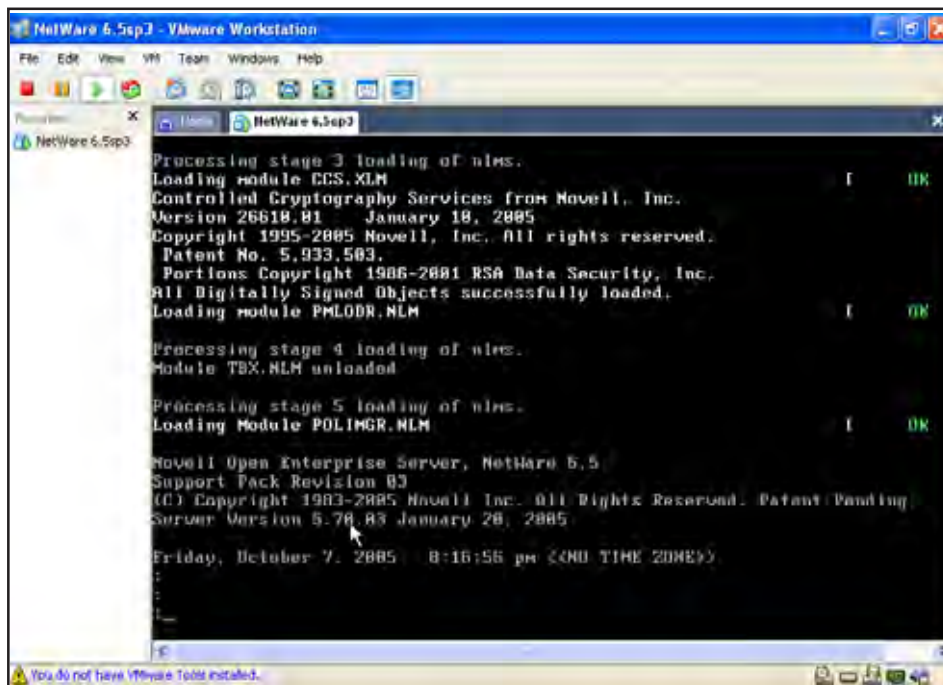 NetWare 6.5sp3 - VMware Workstation
File Edit View VM Team Windows Help
Home NetWare 6.5sp3
NetWare 6.5sp3
Processing stage 3 loading of nlms.
Loading module CCS.XLM [ OK
Controlled Cryptography Services from Novell, Inc.
Version 26610.01 January 10, 2005
Copyright 1995-2005 Novell, Inc. All rights reserved.
Patent No. 5,933,503.
Portions Copyright 1986-2001 RSA Data Security, Inc.
All Digitally Signed Objects successfully loaded.
Loading module PMLODR.NLM [ OK
Processing stage 4 loading of nlms.
Module TBX.NLM unloaded
Processing stage 5 loading of nlms.
Loading Module POLIMGR.NLM [ OK
Novell Open Enterprise Server, NetWare 6.5
Support Pack Revision 03
(C) Copyright 1983-2005 Novell Inc. All Rights Reserved. Patent Pending.
Server Version 5.70.03 January 20, 2005
Friday, October 7, 2005 8:16:56 pm <<NO TIME ZONE>>
:
:
:_
You do not have VMware Tools installed.